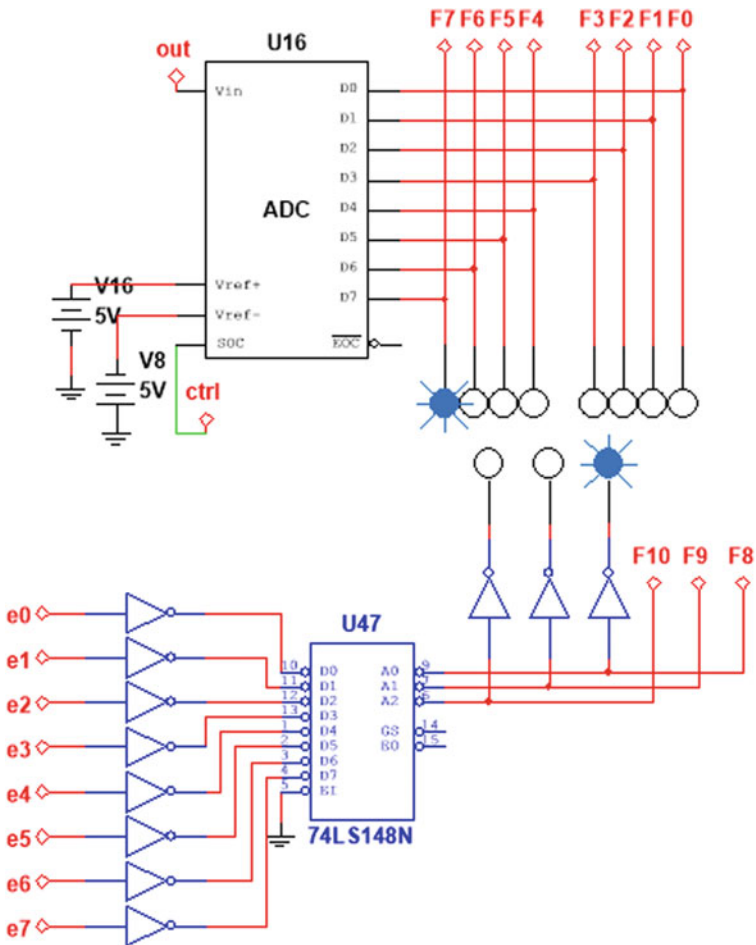 F7 F6 F5 F4 F3 F2 F1 F0
out
U16
Vin
D0
D1
D2
D3
ADC
D4
D5
D6
D7
V16
5V
Vref+
Vref-
SOC
EOC
V8
5V
ctrl
F10 F9 F8
e0
e1
e2
e3
e4
e5
e6
e7
U47
10 D0 A0 9
11 D1 A1 7
12 D2 A2 6
13 D3
1 D4 GS 14
2 D5 EO 15
3 D6
4 D7
5 EI
74LS148N